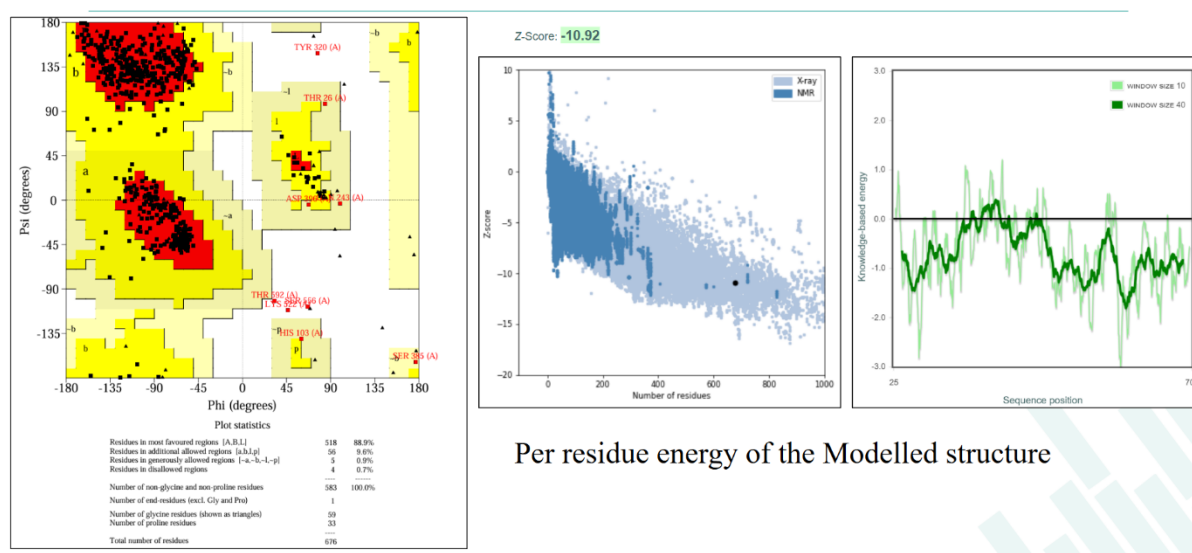 Z-Score: -10.92
180
135
90
45
0
-45
-90
-135
-180 -135 -90 -45 0 45 90 135 180
Psi (degrees)
Phi (degrees)
TYR 320 (A)
b
~b
~l
THR 26 (A)
l
a
243 (A)
~a
THR 592 (A)
~b
~p
HIS 103 (A)
b
b
p
Plot statistics
Residues in most favoured regions [A,B,L] 518 88.9%
Residues in additional allowed regions [a,b,l,p] 56 9.6%
Residues in generously allowed regions [~a,~b,~l,~p] 5 0.9%
Residues in disallowed regions 4 0.7%
---- ------
Number of non-glycine and non-proline residues 583 100.0%
Number of end-residues (excl. Gly and Pro) 1
Number of glycine residues (shown as triangles) 59
Number of proline residues 33
----
Total number of residues 676
10
5
0
-5
-10
-15
-20
0 200 400 600 800 1000
Z-score
Number of residues
X-ray
NMR
3.0
2.0
1.0
0.0
-1.0
-2.0
-3.0
25 70
Knowledge-based energy
Sequence position
WINDOW SIZE 10
WINDOW SIZE 40
Per residue energy of the Modelled structure